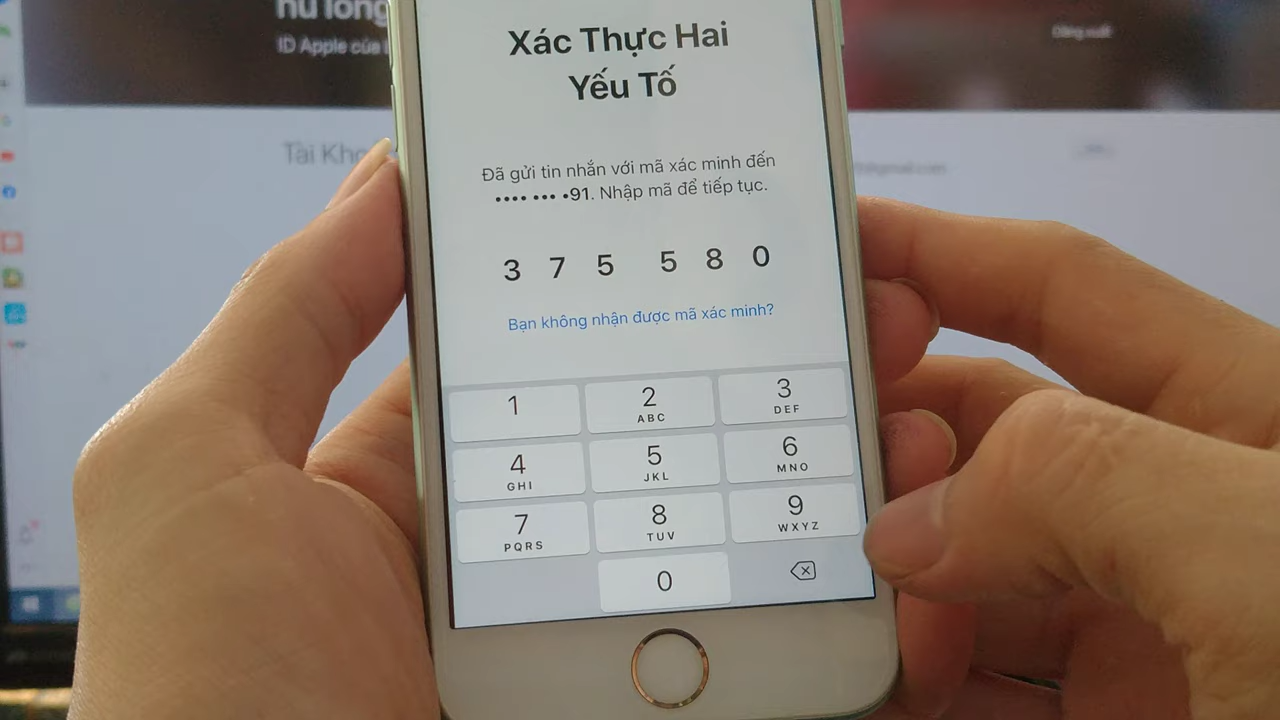 ID Apple của
Tài Kho
Xác Thực Hai
Yếu Tố
Đã gửi tin nhắn với mã xác minh đến
•••• ••• •91. Nhập mã để tiếp tục.
3 7 5 5 8 0
Bạn không nhận được mã xác minh?
1
2
ABC
3
DEF
4
GHI
5
JKL
6
MNO
7
PQRS
8
TUV
9
WXYZ
0